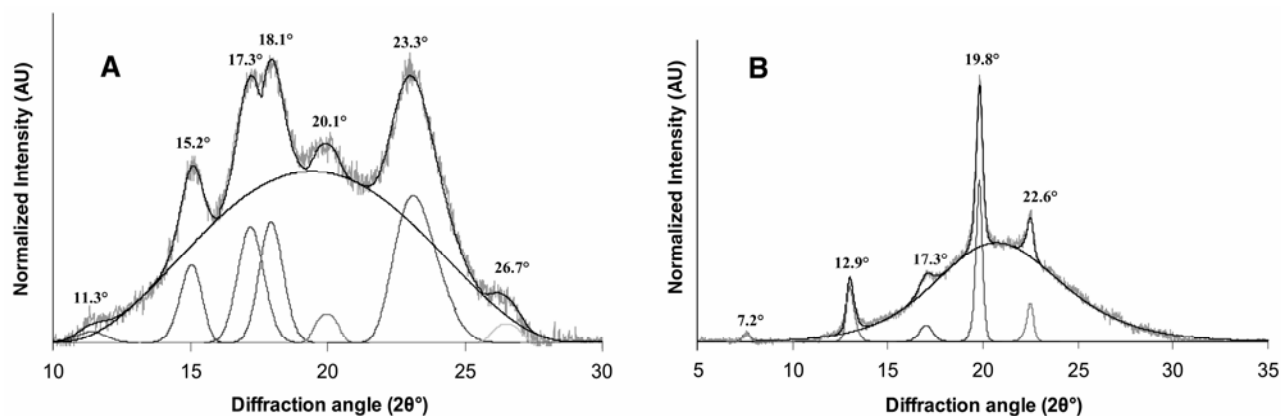 A
Normalized Intensity (AU)
11.3°
15.2°
17.3°
18.1°
20.1°
23.3°
26.7°
10 15 20 25 30
Diffraction angle (2θ°)
B
Normalized Intensity (AU)
7.2°
12.9°
17.3°
19.8°
22.6°
5 10 15 20 25 30 35
Diffraction angle (2θ°)